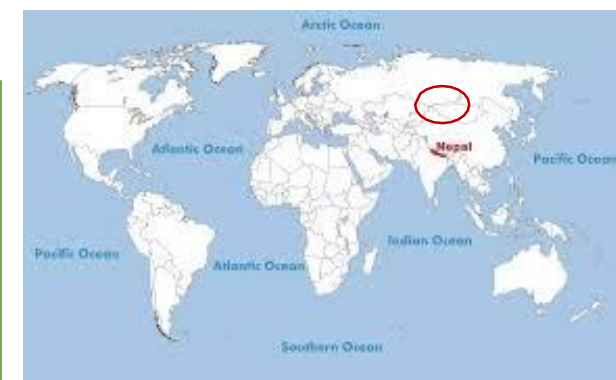 Arctic Ocean
Nepal
Atlantic Ocean
Pacific Ocean
Indian Ocean
Pacific Ocean
Atlantic Ocean
Southern Ocean